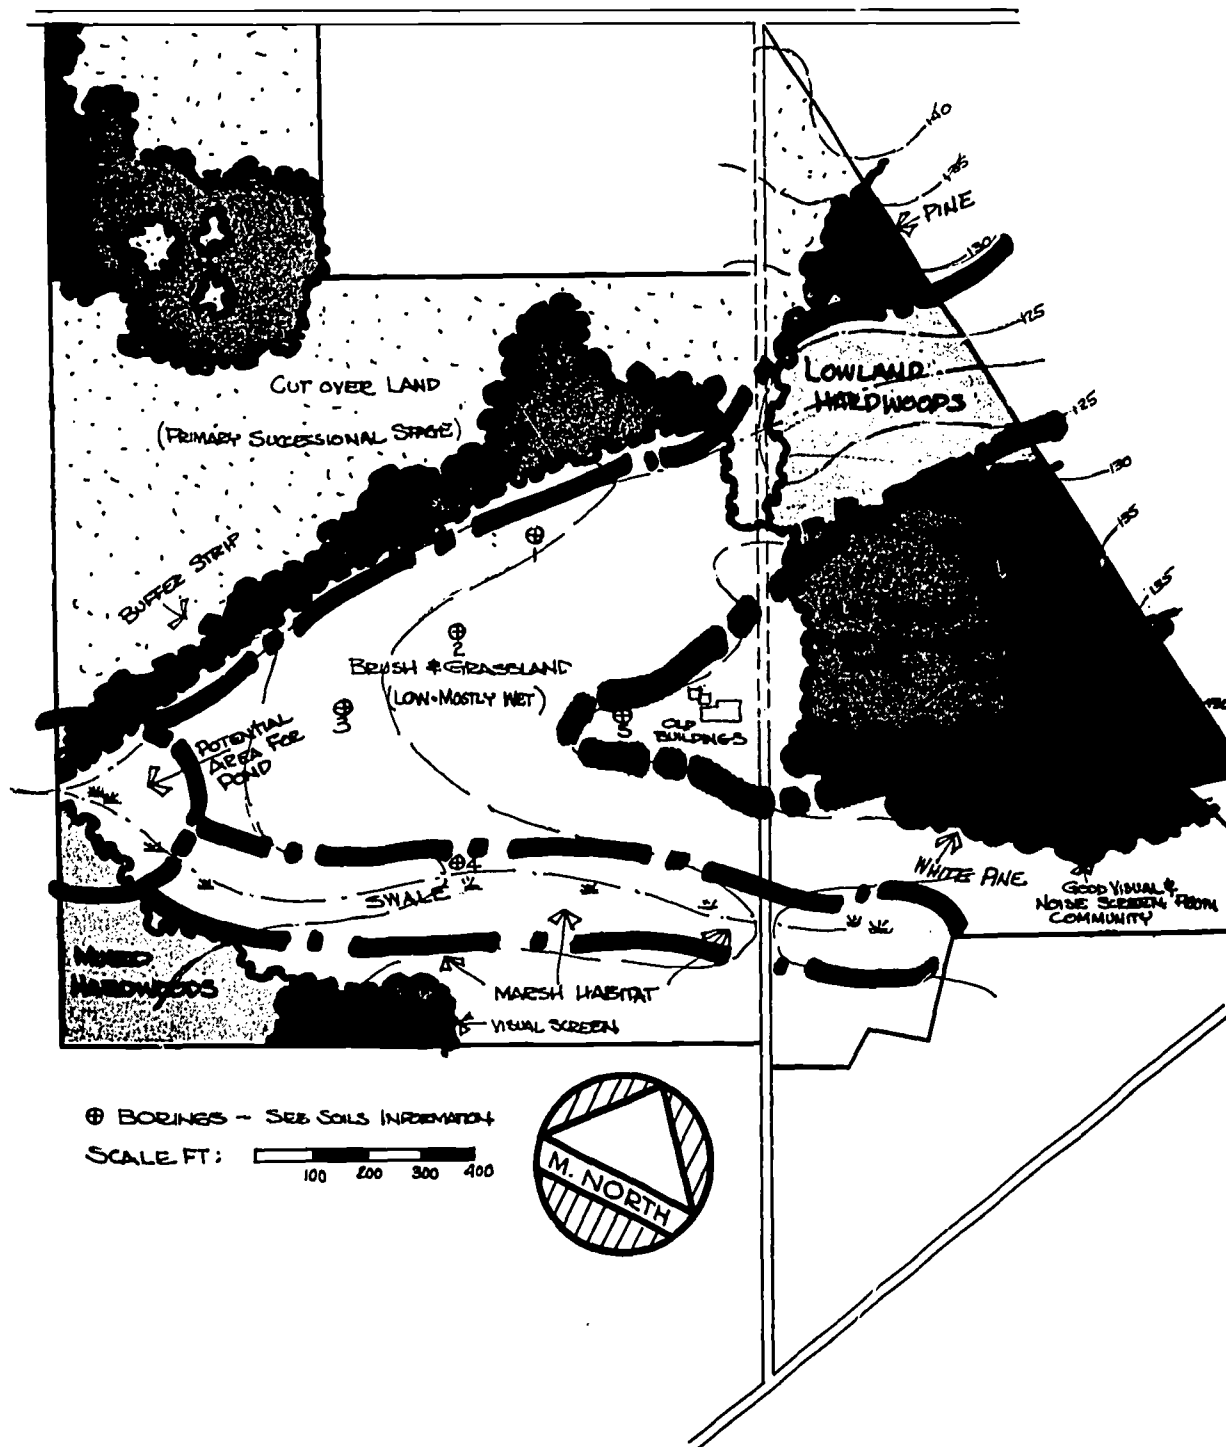 140
135
PINE
130
125
LOWLAND
HARDWOODS
CUT OVER LAND
(PRIMARY SUCCESSIONAL STAGE)
125
130
135
BUFFER STRIP
1
135
2
BRUSH & GRASSLAND
(LOW-MOSTLY WET)
3
5
OLD
BUILDINGS
130
POTENTIAL
AREA FOR
POND
4
SWALE
WHITE PINE
GOOD VISUAL &
NOISE SCREEN FROM
COMMUNITY
MIXED
HARDWOODS
MARSH HABITAT
VISUAL SCREEN
⊕ BORINGS - SEE SOILS INFORMATION
SCALE FT:
100 200 300 400
M. NORTH